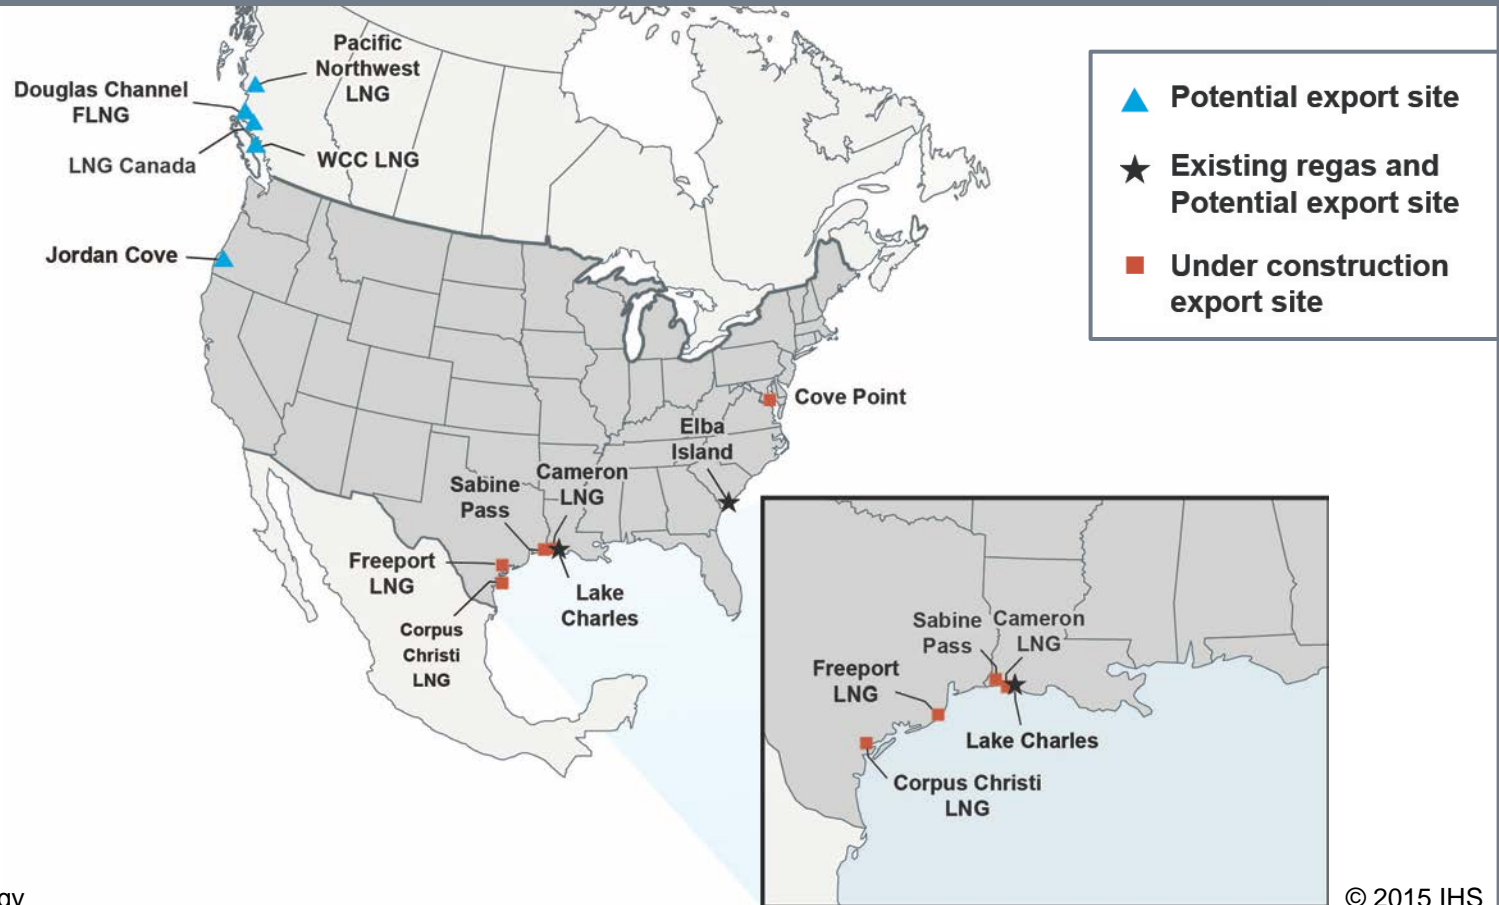 Pacific
Northwest
LNG
Douglas Channel
FLNG
LNG Canada
WCC LNG
Jordan Cove
Potential export site
Existing regas and
Potential export site
Under construction
export site
Cove Point
Elba
Island
Cameron
LNG
Sabine
Pass
Freeport
LNG
Lake
Charles
Corpus
Christi
LNG
Sabine
Pass
Cameron
LNG
Freeport
LNG
Lake Charles
Corpus Christi
LNG
© 2015 IHS